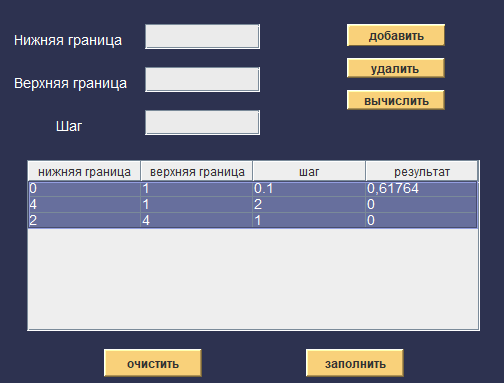 Нижняя граница
добавить
удалить
Верхняя граница
вычислить
Шаг
нижняя граница верхняя граница шаг результат
0 1 0.1 0,61764
4 1 2 0
2 4 1 0
очистить заполнить